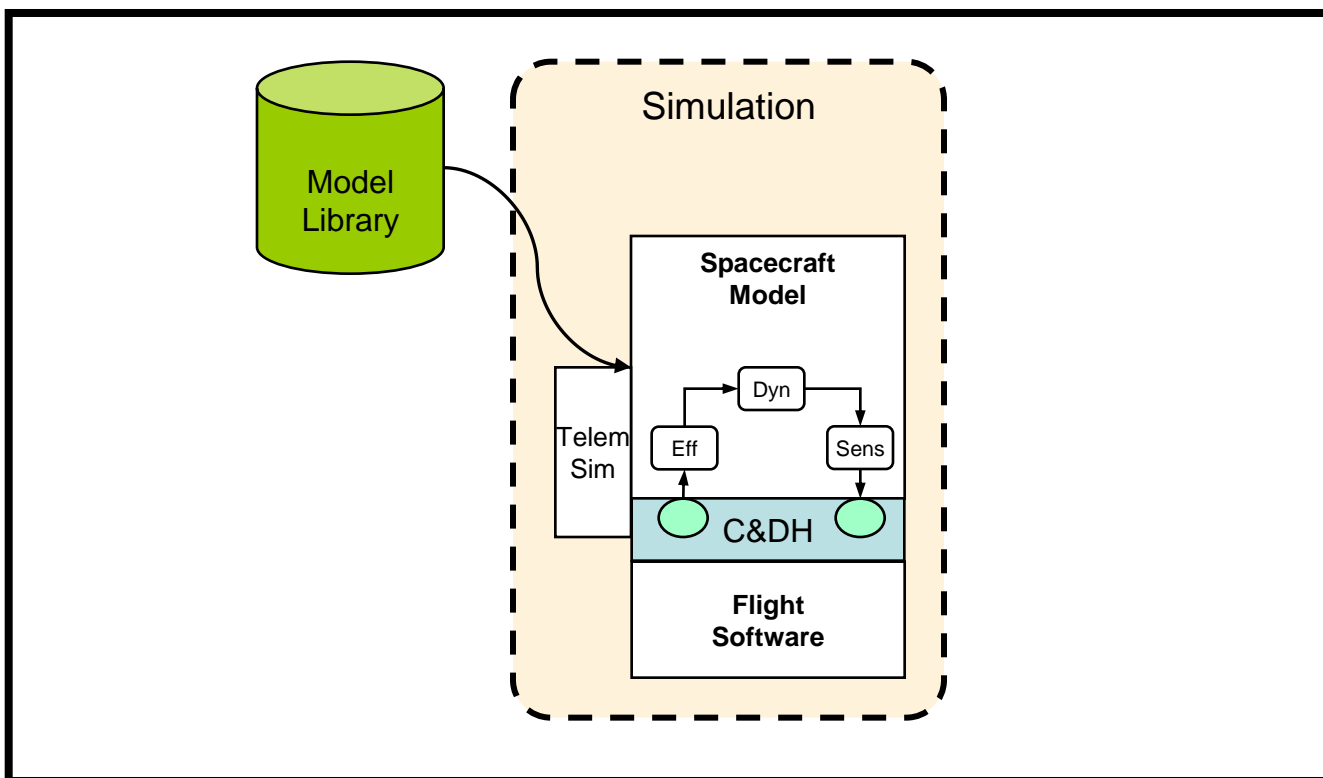 Simulation
Model
Library
Spacecraft
Model
Dyn
Eff
Sens
Telem
Sim
C&DH
Flight
Software